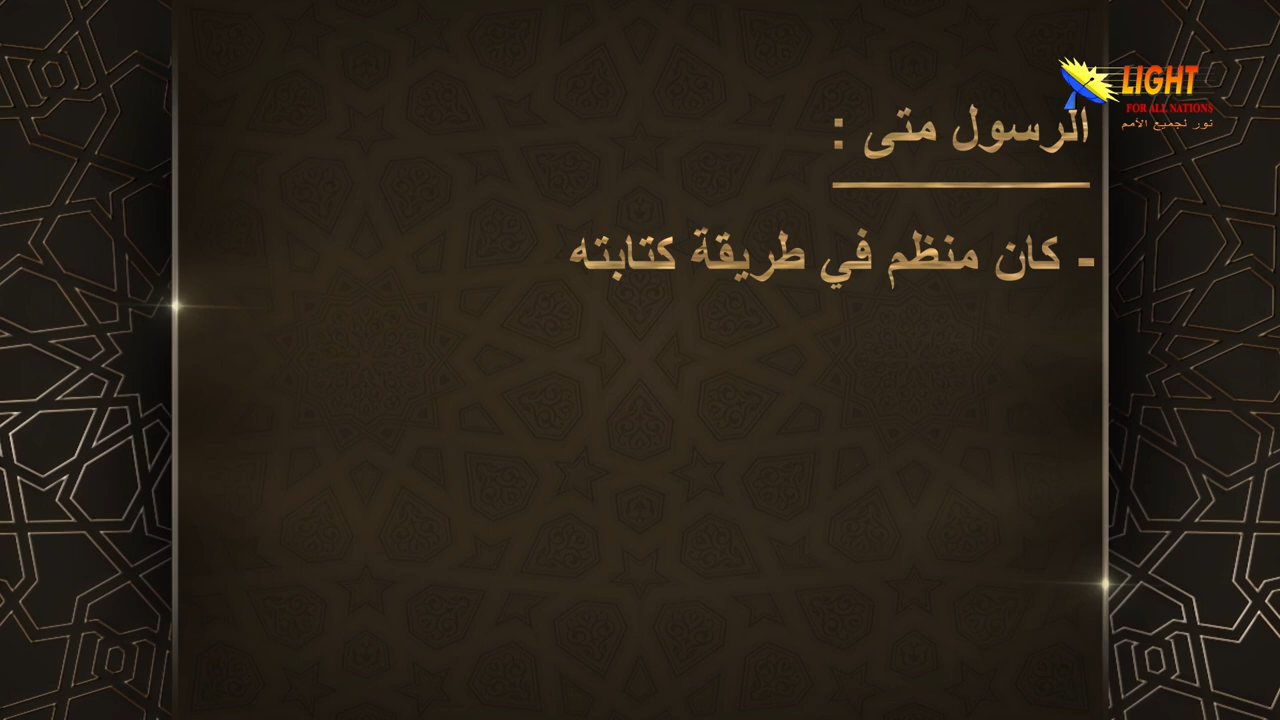 LIGHT
FOR ALL NATIONS
نور لجميع الأمم
الرسول متى :
- كان منظم في طريقة كتابته